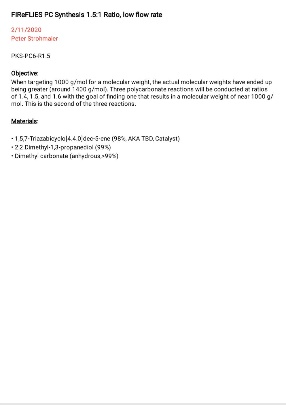 FIReFLIES PC Synthesis 1.5:1 Ratio, low flow rate
2/11/2020
Peter Strohmaier
PKS-PC6-R1.5
Objective:
When targeting 1000 g/mol for a molecular weight, the actual molecular weights have ended up
being greater (around 1400 g/mol). Three polycarbonate reactions will be conducted at ratios
of 1.4, 1.5, and 1.6 with the goal of finding one that results in a molecular weight of near 1000 g/
mol. This is the second of the three reactions.
Materials:
• 1,5,7-Triazabicyclo[4.4.0]dec-5-ene (98%, AKA TBD, Catalyst)
• 2,2 Dimethyl-1,3-propanediol (99%)
• Dimethyl carbonate (anhydrous,>99%)